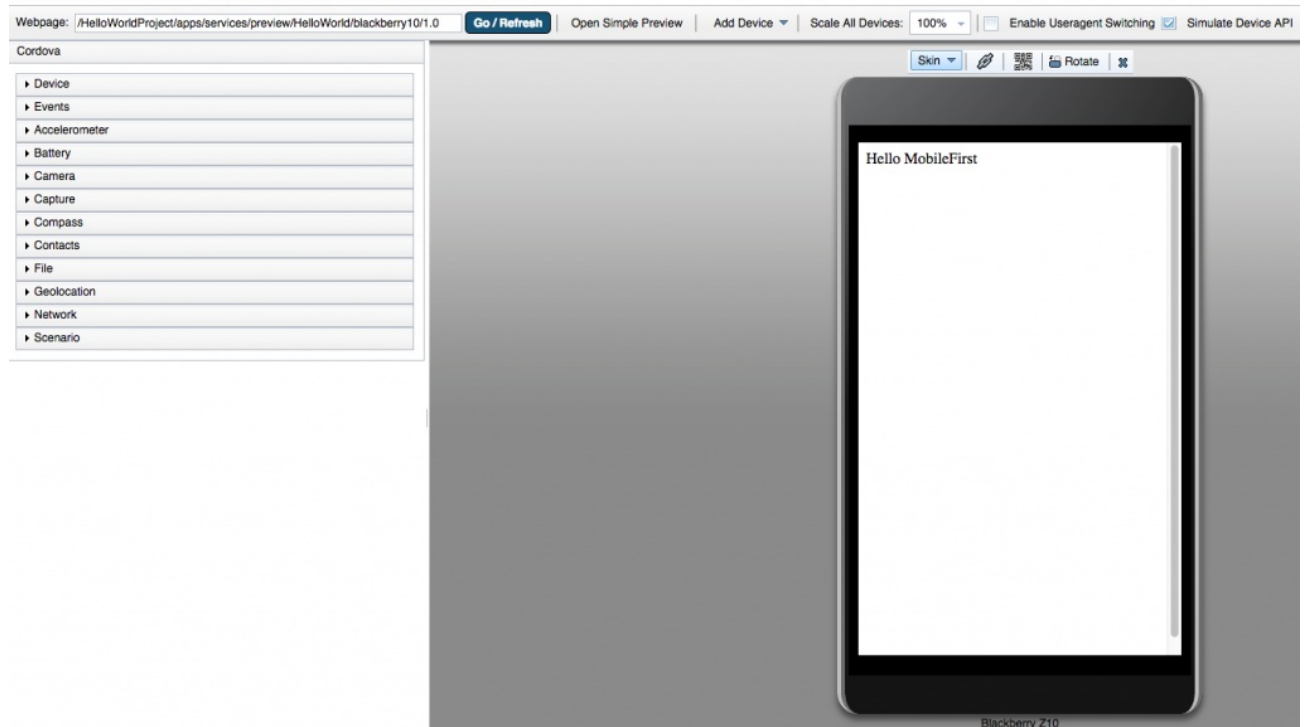 Webpage: /HelloWorldProject/apps/services/preview/HelloWorld/blackberry10/1.0 Go / Refresh Open Simple Preview Add Device Scale All Devices: 100% Enable Useragent Switching Simulate Device API
Cordova
Skin Rotate
Device
Events
Accelerometer
Battery
Camera
Capture
Compass
Contacts
File
Geolocation
Network
Scenario
Hello MobileFirst
Blackberry Z10